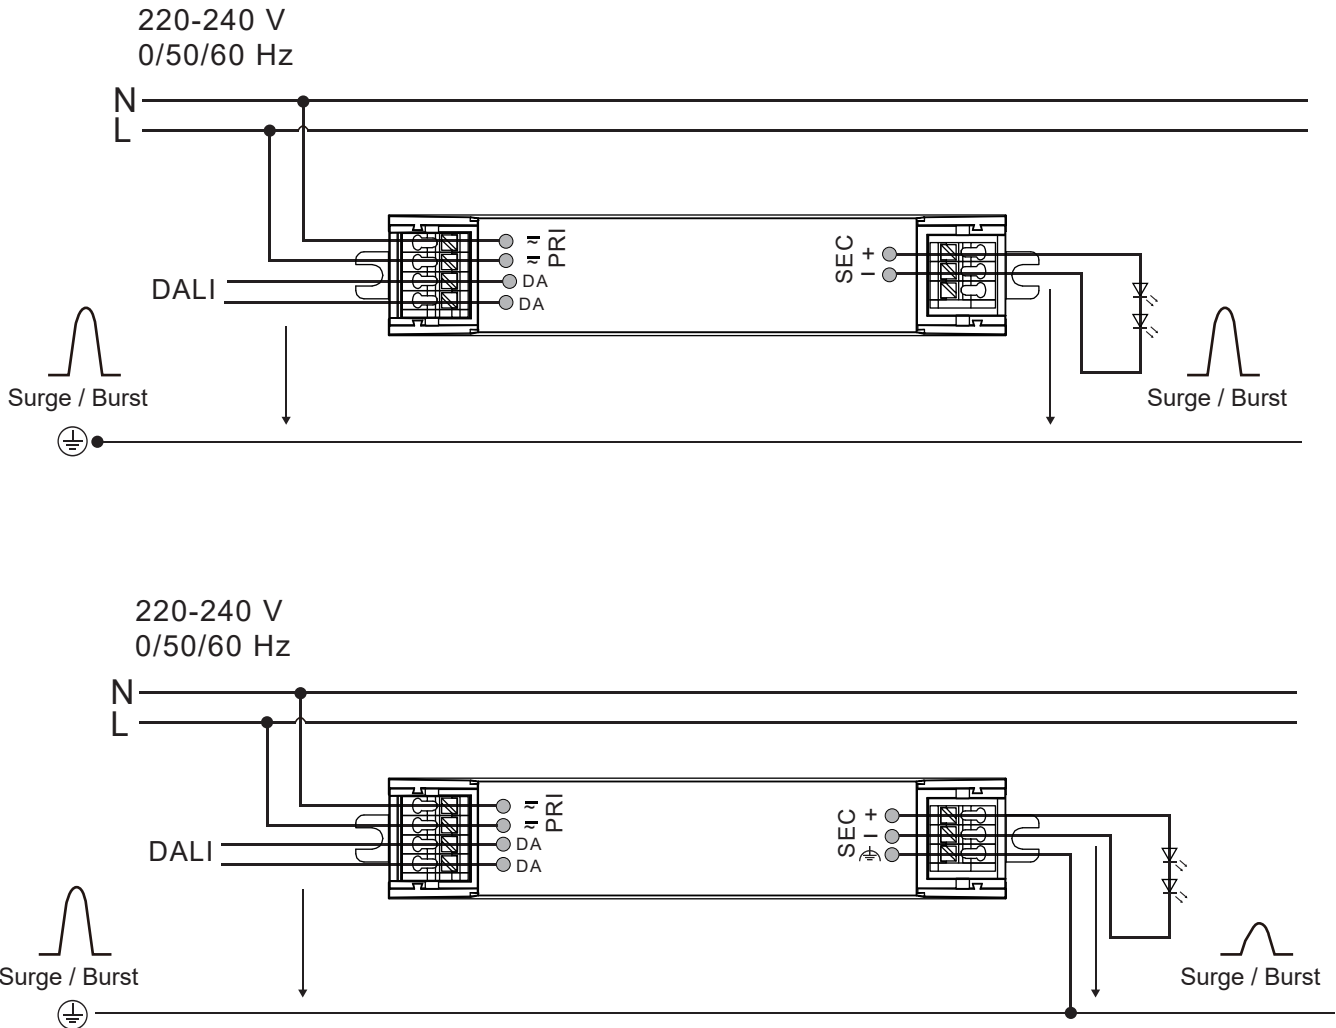 220-240 V
0/50/60 Hz
N
L
PRI
SEC
+
–
DALI
DA
DA
Surge / Burst
Surge / Burst
220-240 V
0/50/60 Hz
N
L
PRI
SEC
+
–
DALI
DA
DA
Surge / Burst
Surge / Burst